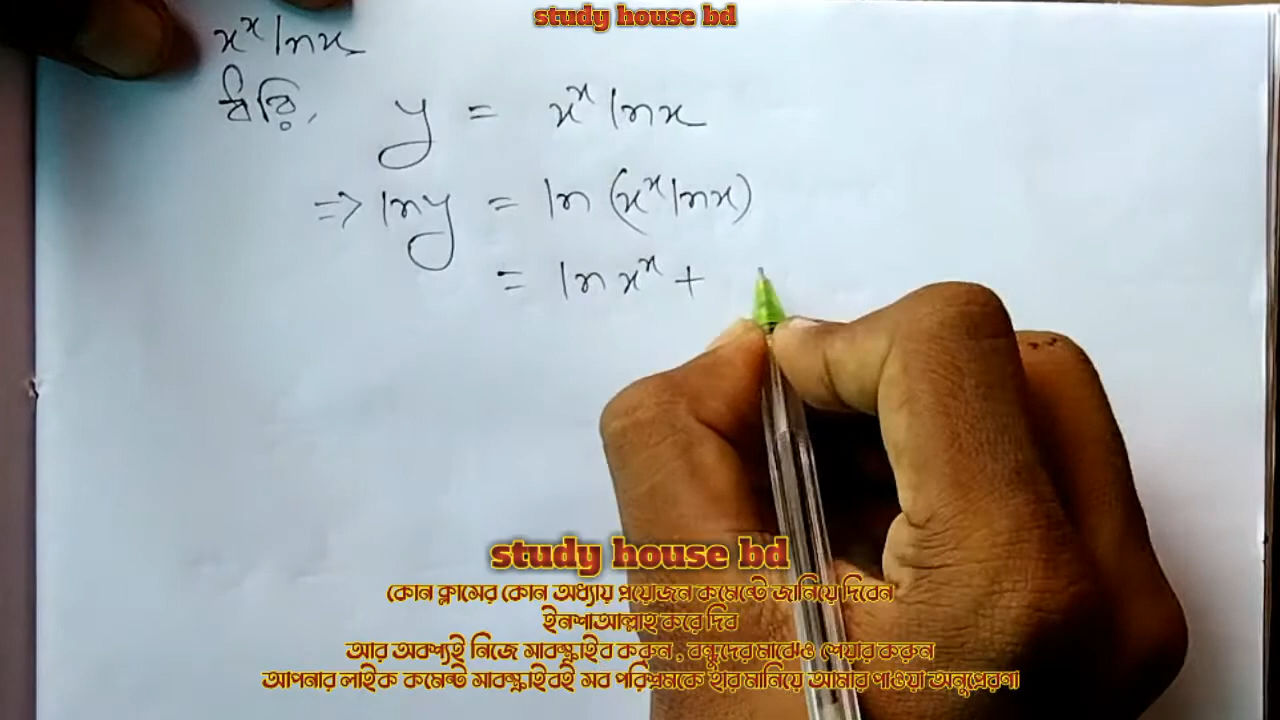 study house bd
x^x lnx
ধরি, y = x^x lnx
=> lny = ln (x^x lnx)
= ln x^x +
study house bd
কোন ক্লাসের কোন অধ্যায় প্রয়োজন কমেন্টে জানিয়ে দিবেন
ইনশাআল্লাহ করে দিব
আর অবশ্যই নিজে সাবস্ক্রাইব করুন , বন্ধুদের মাঝেও শেয়ার করুন
আপনার লাইক কমেন্ট সাবস্ক্রাইবই সব পরিশ্রমকে হার মানিয়ে আমার পাওয়া অনুপ্রেরণা